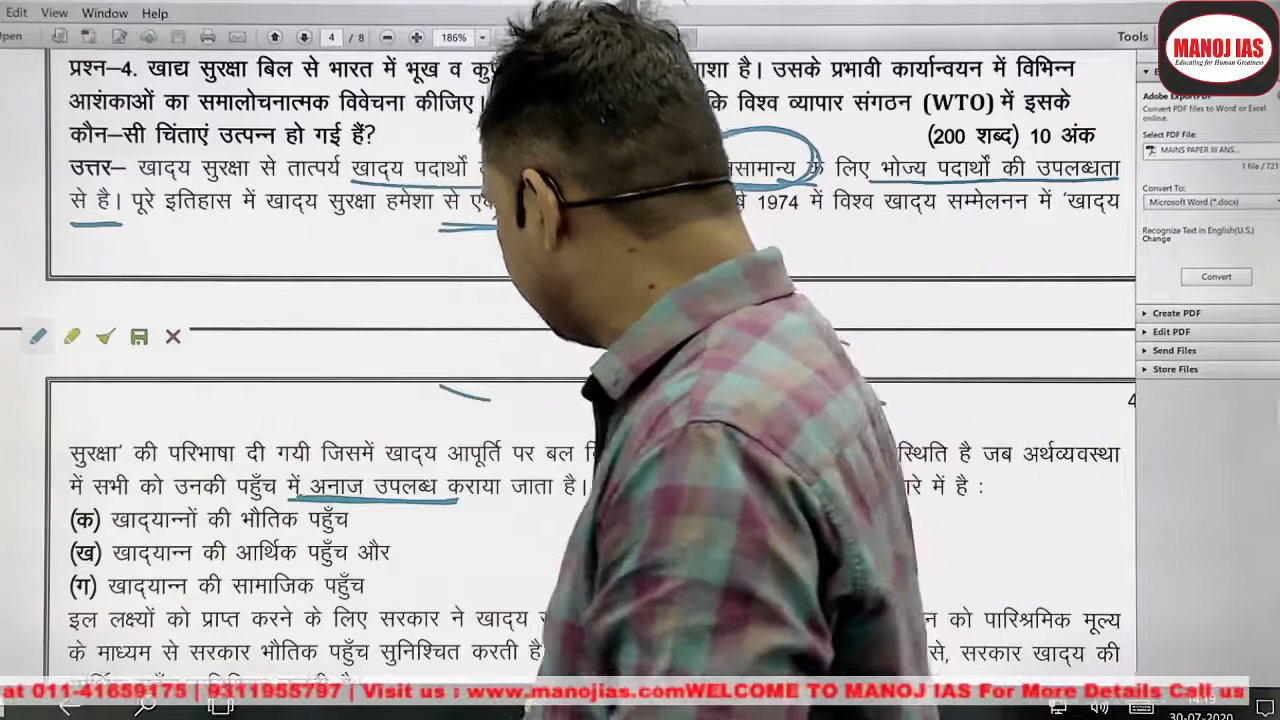 Edit View Window Help
Open 4 / 8 186% Tools
MANOJ IAS
Educating for Human Greatness
प्रश्न–4. खाद्य सुरक्षा बिल से भारत में भूख व है। उसके प्रभावी कार्यान्वयन में विभिन्न
आशंकाओं का समालोचनात्मक विवेचना कीजिए। कि विश्व व्यापार संगठन (WTO) में इसके
कौन–सी चिंताएं उत्पन्न हो गई हैं? (200 शब्द) 10 अंक
उत्तर– खाद्य सुरक्षा से तात्पर्य खाद्य पदार्थों के लिए भोज्य पदार्थों की उपलब्धता
से है। पूरे इतिहास में खाद्य सुरक्षा हमेशा से 1974 में विश्व खाद्य सम्मेलनन में 'खाद्य
4
सुरक्षा' की परिभाषा दी गयी जिसमें खाद्य आपूर्ति पर बल स्थिति है जब अर्थव्यवस्था
में सभी को उनकी पहुँच में अनाज उपलब्ध कराया जाता है। में है :
(क) खाद्यान्नों की भौतिक पहुँच
(ख) खाद्यान्न की आर्थिक पहुँच और
(ग) खाद्यान्न की सामाजिक पहुँच
इल लक्ष्यों को प्राप्त करने के लिए सरकार ने खाद्य को पारिश्रमिक मूल्य
के माध्यम से सरकार भौतिक पहुँच सुनिश्चित करती है से, सरकार खाद्य की
Adobe ExportPDF
Convert PDF files to Word or Excel
online.
Select PDF File:
MAINS PAPER III ANS...
1 file / 721
Convert To:
Microsoft Word (*.docx)
Recognize Text in English(U.S.)
Change
Convert
Create PDF
Edit PDF
Send Files
Store Files
at 011-41659175 | 9311955797 | Visit us : www.manojias.comWELCOME TO MANOJ IAS For More Details Call us
14:19
30-07-2020